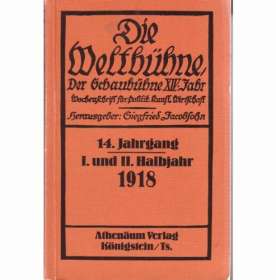 Die
Weltbühne
Der Schaubühne XIV. Jahr
Wochenschrift für Politik, Kunst, Wirtschaft
Herausgeber: Siegfried Jacobsohn
14. Jahrgang
I. und II. Halbjahr
1918
Athenäum Verlag
Königstein/Ts.